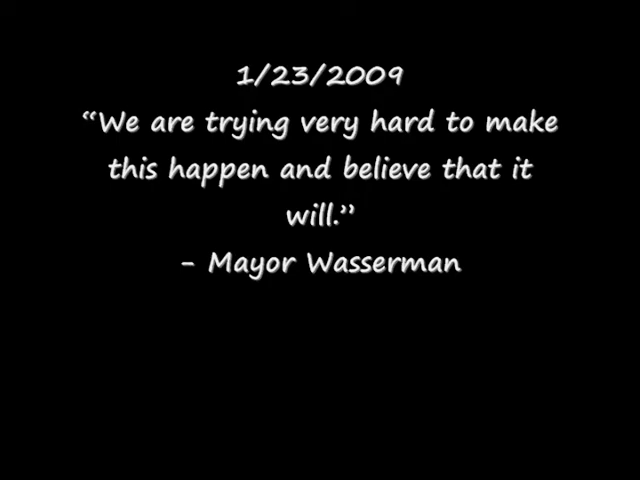 1/23/2009
“We are trying very hard to make
this happen and believe that it
will.”
- Mayor Wasserman